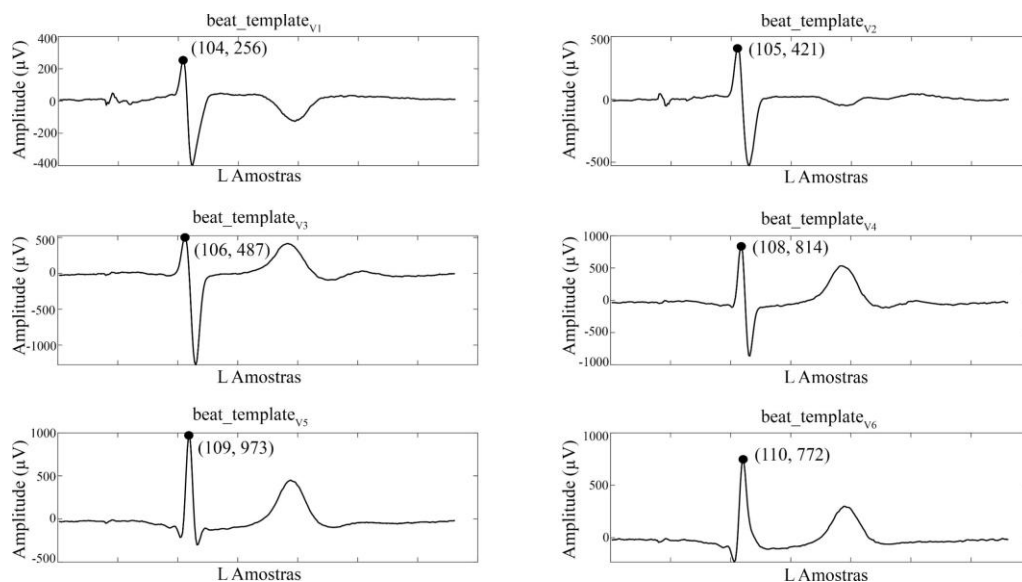 beat_templateV1
Amplitude (µV)
400
200
0
-200
-400
(104, 256)
L Amostras
beat_templateV2
Amplitude (µV)
500
0
-500
(105, 421)
L Amostras
beat_templateV3
Amplitude (µV)
500
0
-500
-1000
(106, 487)
L Amostras
beat_templateV4
Amplitude (µV)
1000
500
0
-500
-1000
(108, 814)
L Amostras
beat_templateV5
Amplitude (µV)
1000
500
0
-500
(109, 973)
L Amostras
beat_templateV6
Amplitude (µV)
1000
500
0
(110, 772)
L Amostras